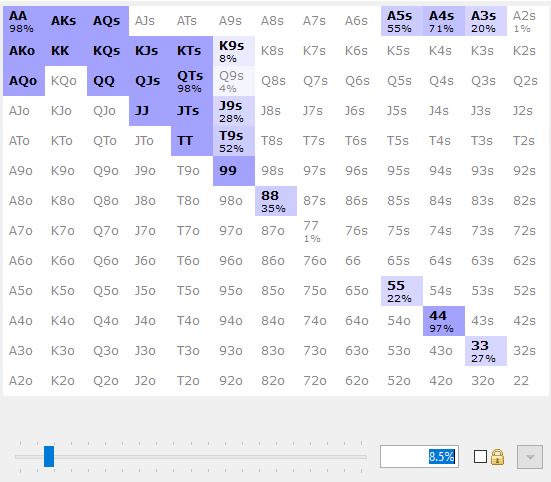 AA AKs AQs AJs ATs A9s A8s A7s A6s A5s A4s A3s A2s
98% 55% 71% 20% 1%
AKo KK KQs KJs KTs K9s K8s K7s K6s K5s K4s K3s K2s
8%
AQo KQo QQ QJs QTs Q9s Q8s Q7s Q6s Q5s Q4s Q3s Q2s
98% 4%
AJo KJo QJo JJ JTs J9s J8s J7s J6s J5s J4s J3s J2s
28%
ATo KTo QTo JTo TT T9s T8s T7s T6s T5s T4s T3s T2s
52%
A9o K9o Q9o J9o T9o 99 98s 97s 96s 95s 94s 93s 92s
A8o K8o Q8o J8o T8o 98o 88 87s 86s 85s 84s 83s 82s
35%
A7o K7o Q7o J7o T7o 97o 87o 77 76s 75s 74s 73s 72s
1%
A6o K6o Q6o J6o T6o 96o 86o 76o 66 65s 64s 63s 62s
A5o K5o Q5o J5o T5o 95o 85o 75o 65o 55 54s 53s 52s
22%
A4o K4o Q4o J4o T4o 94o 84o 74o 64o 54o 44 43s 42s
97%
A3o K3o Q3o J3o T3o 93o 83o 73o 63o 53o 43o 33 32s
27%
A2o K2o Q2o J2o T2o 92o 82o 72o 62o 52o 42o 32o 22
8.5%